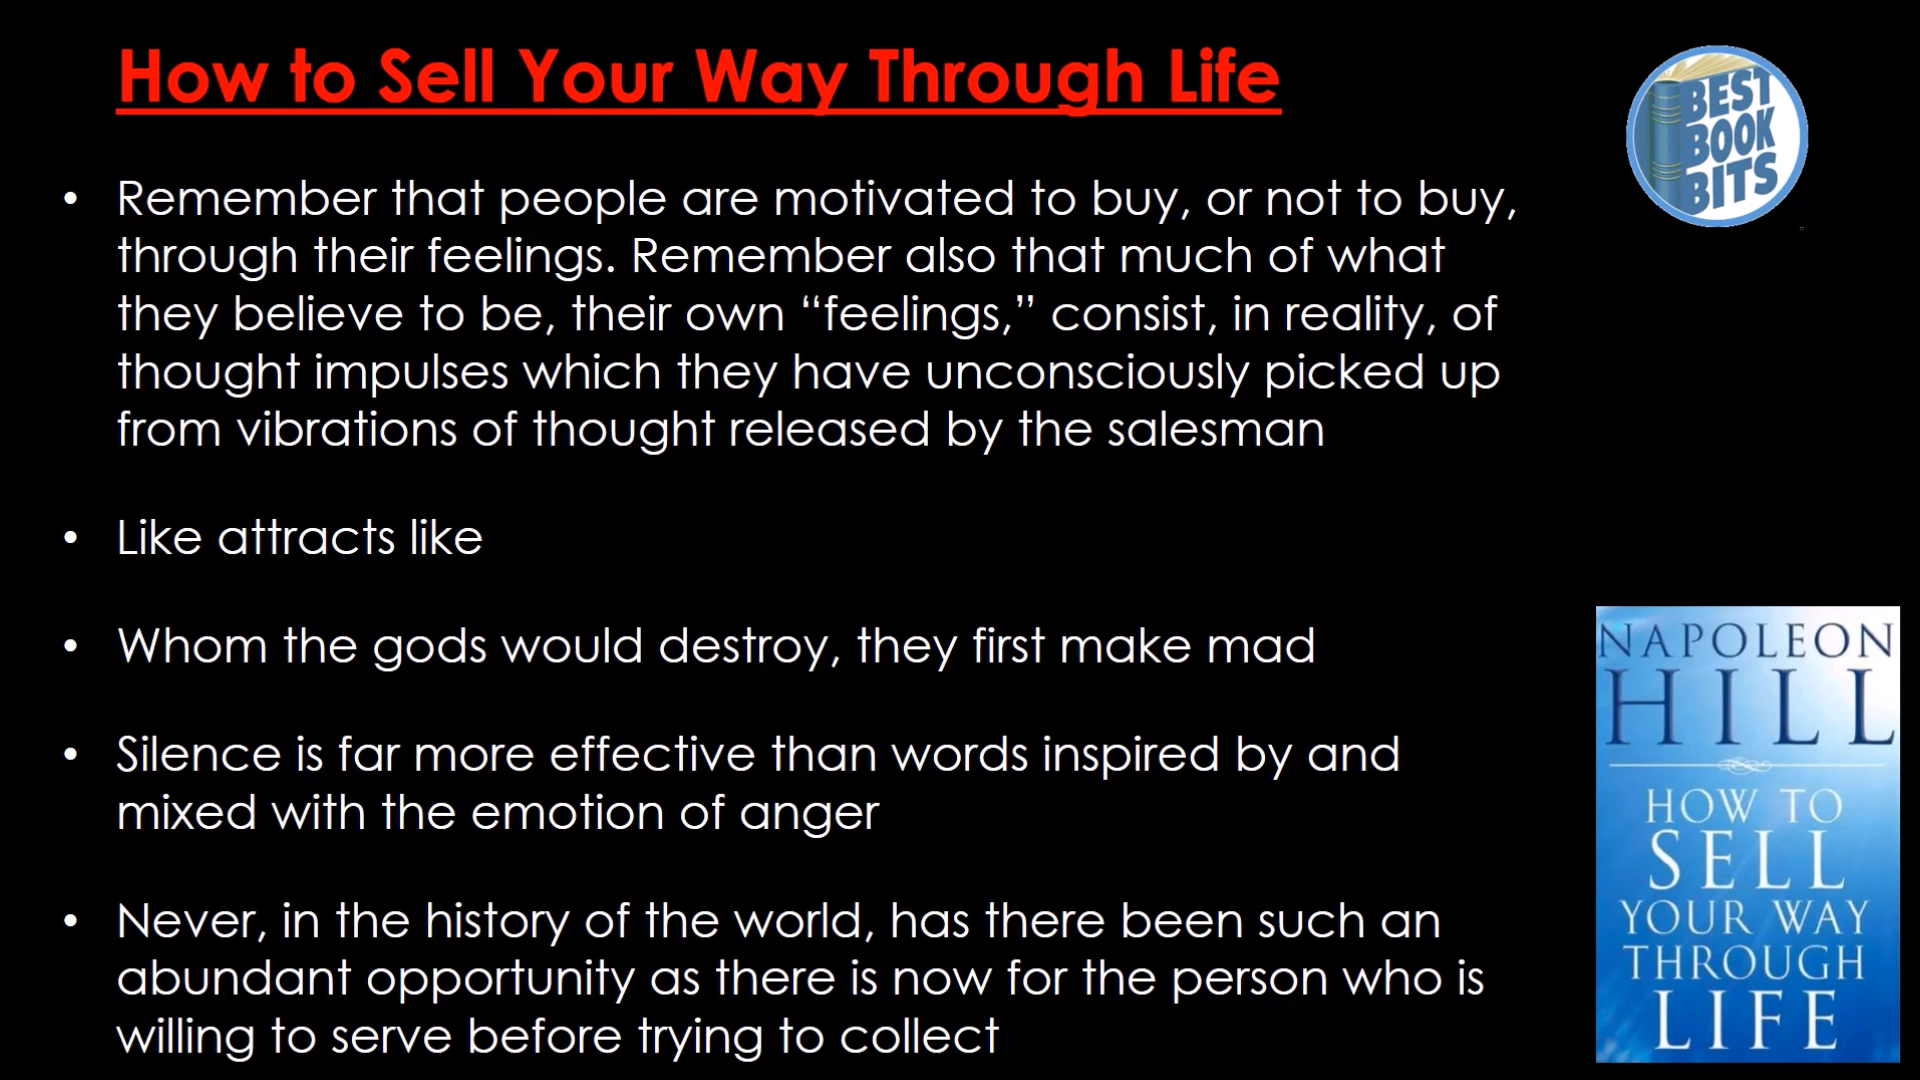 How to Sell Your Way Through Life
BEST
BOOK
BITS
• Remember that people are motivated to buy, or not to buy,
through their feelings. Remember also that much of what
they believe to be, their own “feelings,” consist, in reality, of
thought impulses which they have unconsciously picked up
from vibrations of thought released by the salesman
• Like attracts like
• Whom the gods would destroy, they first make mad
• Silence is far more effective than words inspired by and
mixed with the emotion of anger
• Never, in the history of the world, has there been such an
abundant opportunity as there is now for the person who is
willing to serve before trying to collect
NAPOLEON
HILL
HOW TO
SELL
YOUR WAY
THROUGH
LIFE